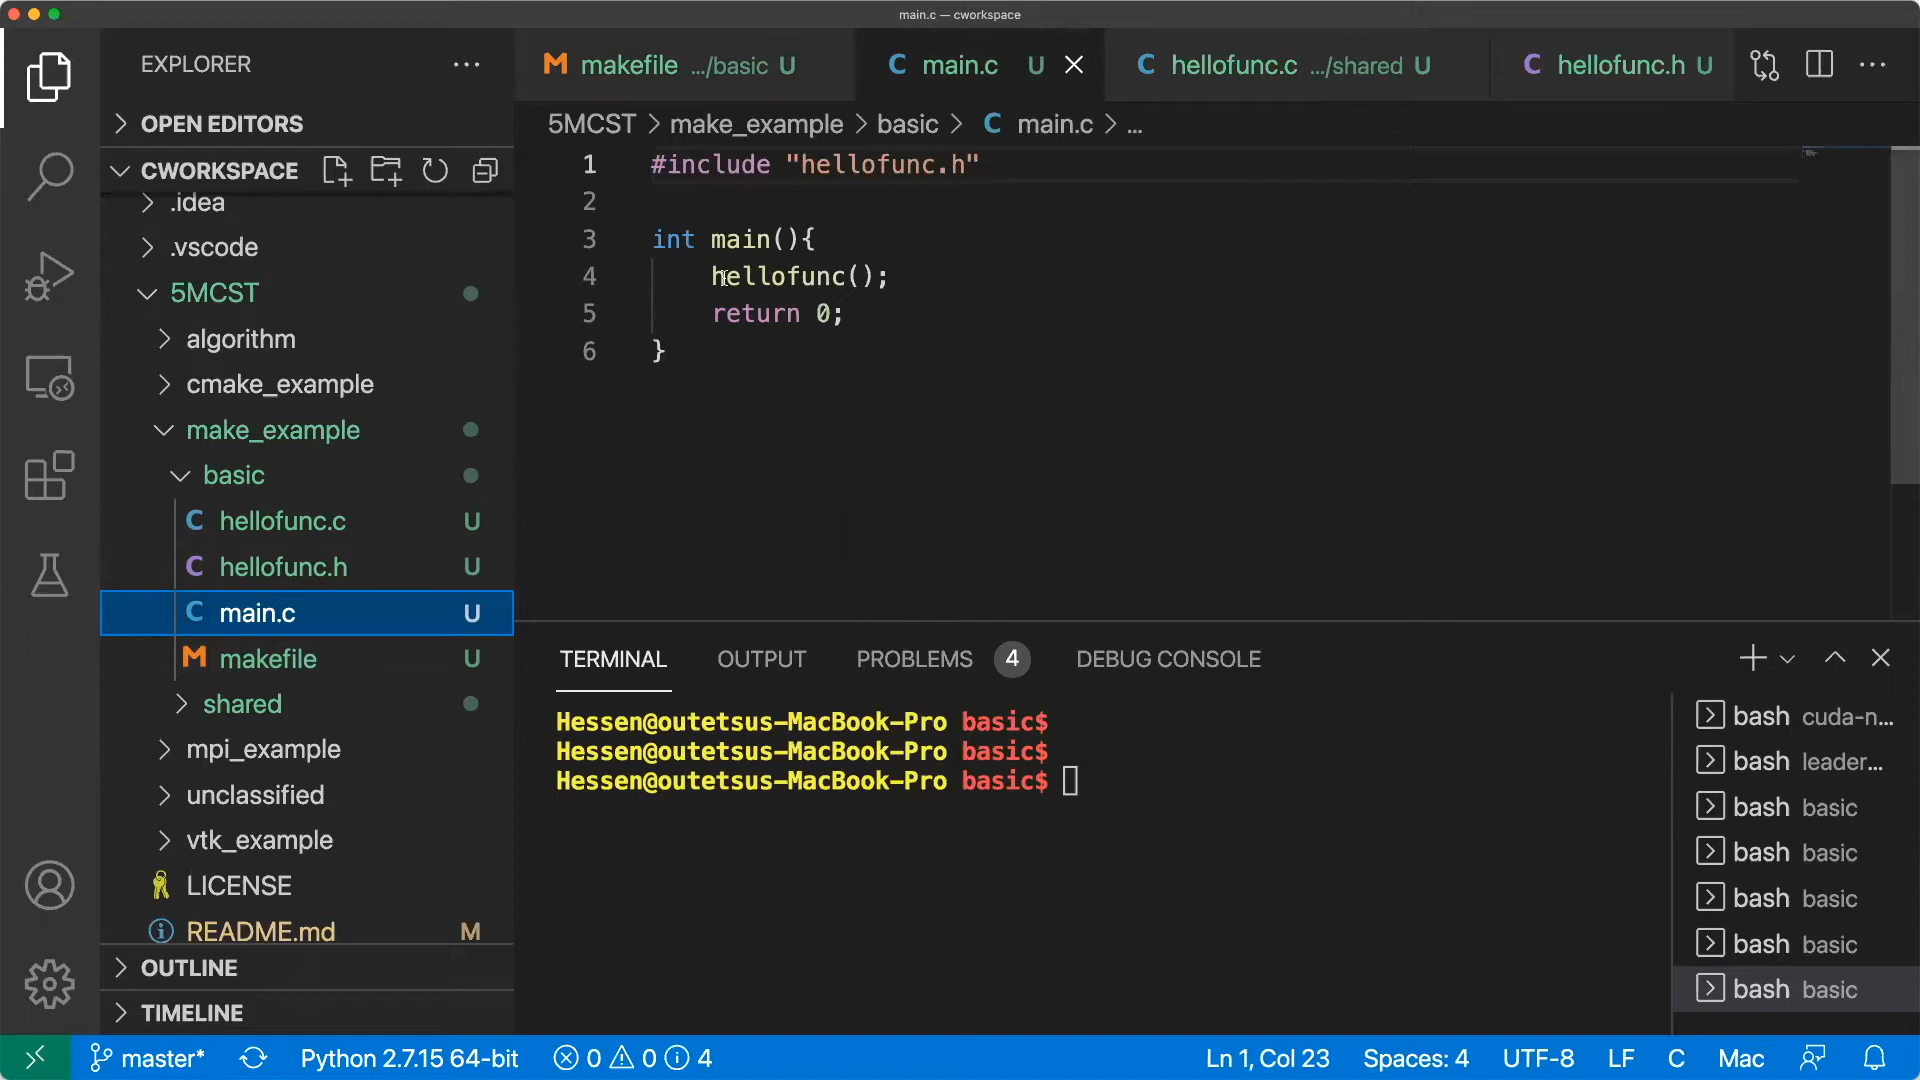 main.c — cworkspace
EXPLORER
OPEN EDITORS
CWORKSPACE
.idea
.vscode
5MCST
algorithm
cmake_example
make_example
basic
C hellofunc.c U
C hellofunc.h U
C main.c U
M makefile U
shared
mpi_example
unclassified
vtk_example
LICENSE
README.md M
OUTLINE
TIMELINE
M makefile .../basic U
C main.c U
C hellofunc.c .../shared U
C hellofunc.h U
5MCST > make_example > basic > C main.c > ...
1 #include "hellofunc.h"
2
3 int main(){
4 hellofunc();
5 return 0;
6 }
TERMINAL OUTPUT PROBLEMS 4 DEBUG CONSOLE
Hessen@outetsus-MacBook-Pro basic$
Hessen@outetsus-MacBook-Pro basic$
Hessen@outetsus-MacBook-Pro basic$
bash cuda-n...
bash leader...
bash basic
bash basic
bash basic
bash basic
bash basic
master* Python 2.7.15 64-bit 0 0 4 Ln 1, Col 23 Spaces: 4 UTF-8 LF C Mac